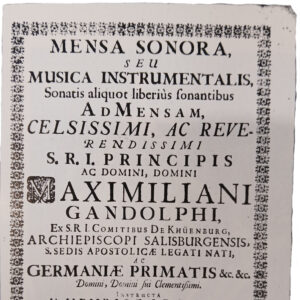 MENSA SONORA,
SEU
MUSICA INSTRUMENTALIS,
Sonatis aliquot liberiùs sonantibus
AD MENSAM,
CELSISSIMI, AC REVE-
RENDISSIMI
S. R. I. PRINCIPIS
AC DOMINI, DOMINI
MAXIMILIANI
GANDOLPHI,
EX S.R I COMITIBUS DE KHÜENBURG,
ARCHIEPISCOPI SALISBURGENSIS,
S. SEDIS APOSTOLICÆ LEGATI NATI,
AC
GERMANIÆ PRIMATIS &c. &c.
Domini, Domini sui Clementissimi.
INSTRUCTA